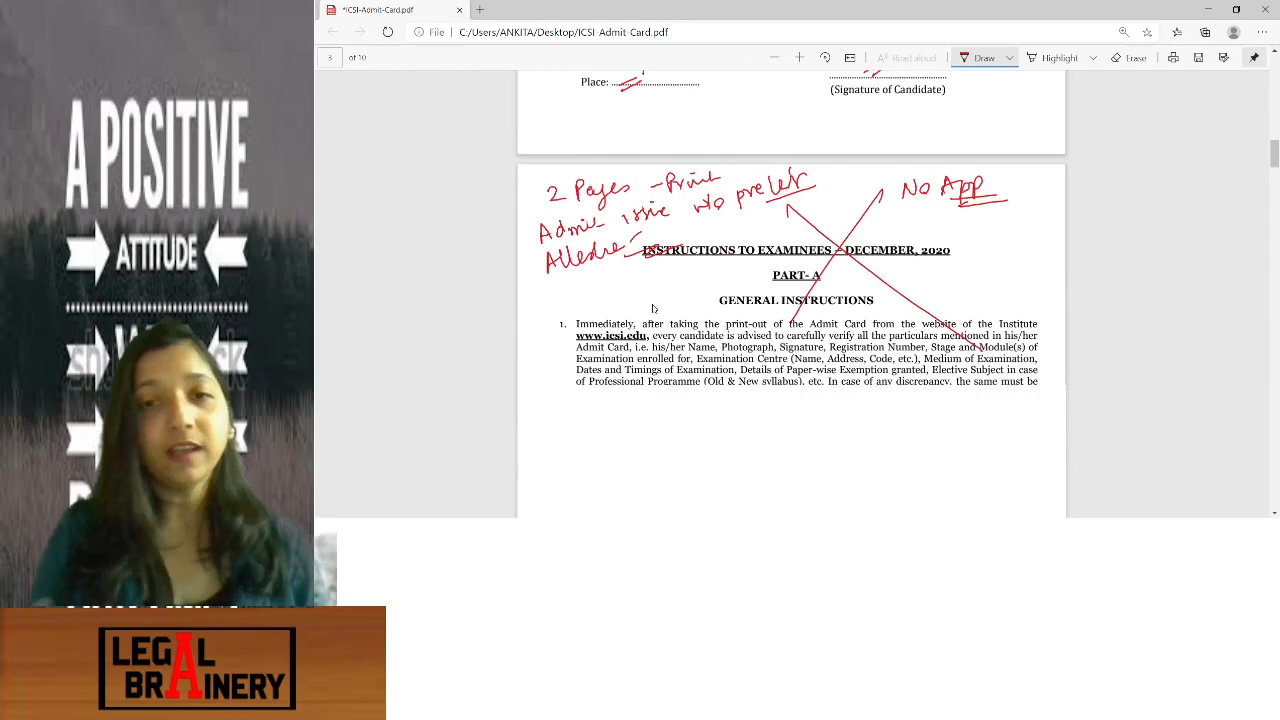 *ICSI-Admit-Card.pdf
File C:/Users/ANKITA/Desktop/ICSI-Admit-Card.pdf
3 of 10
Read aloud Draw Highlight Erase
Place: ..........................
(Signature of Candidate)
2 Pages - Print
Admit issue w/o pre
No App
INSTRUCTIONS TO EXAMINEES – DECEMBER, 2020
PART- A
GENERAL INSTRUCTIONS
1. Immediately, after taking the print-out of the Admit Card from the website of the Institute
www.icsi.edu, every candidate is advised to carefully verify all the particulars mentioned in his/her
Admit Card, i.e. his/her Name, Photograph, Signature, Registration Number, Stage and Module(s) of
Examination enrolled for, Examination Centre (Name, Address, Code, etc.), Medium of Examination,
Dates and Timings of Examination, Details of Paper-wise Exemption granted, Elective Subject in case
of Professional Programme (Old & New syllabus), etc. In case of any discrepancy, the same must be
A POSITIVE
ATTITUDE
LEGAL
BRAINERY